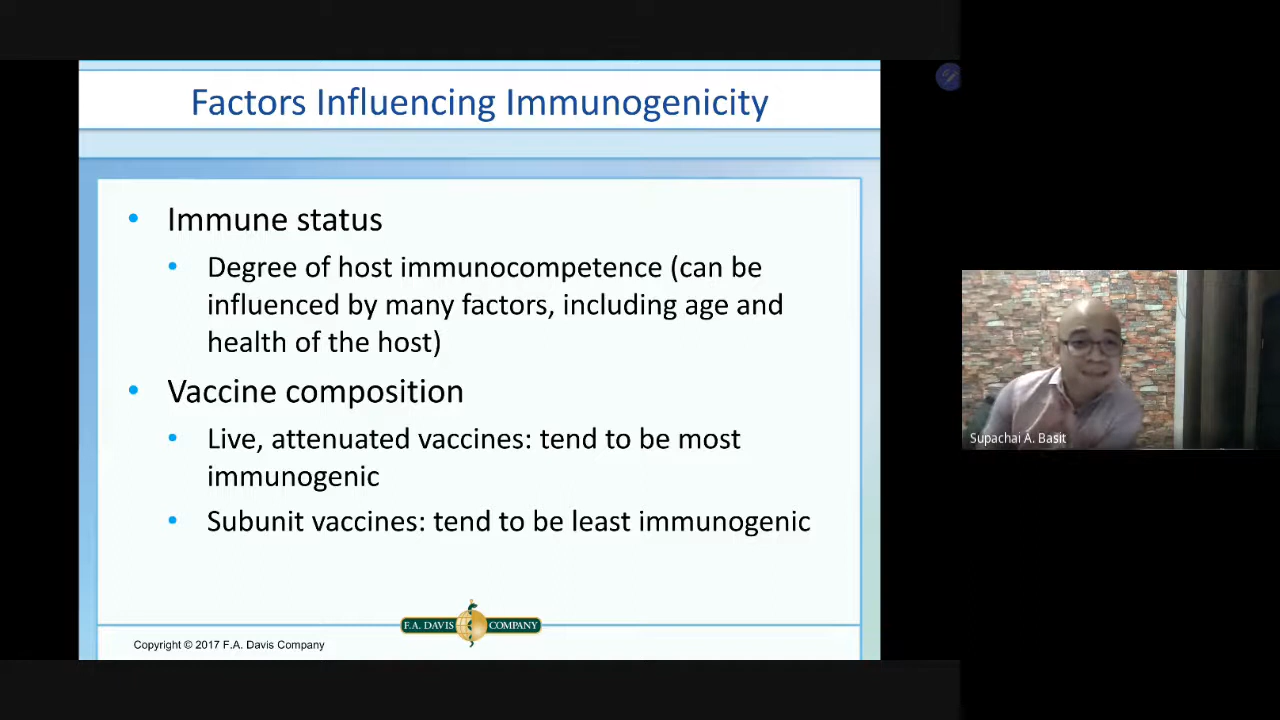 Factors Influencing Immunogenicity
• Immune status
• Degree of host immunocompetence (can be
influenced by many factors, including age and
health of the host)
• Vaccine composition
• Live, attenuated vaccines: tend to be most
immunogenic
• Subunit vaccines: tend to be least immunogenic
F.A. DAVIS COMPANY
Copyright © 2017 F.A. Davis Company
Supachai A. Basit